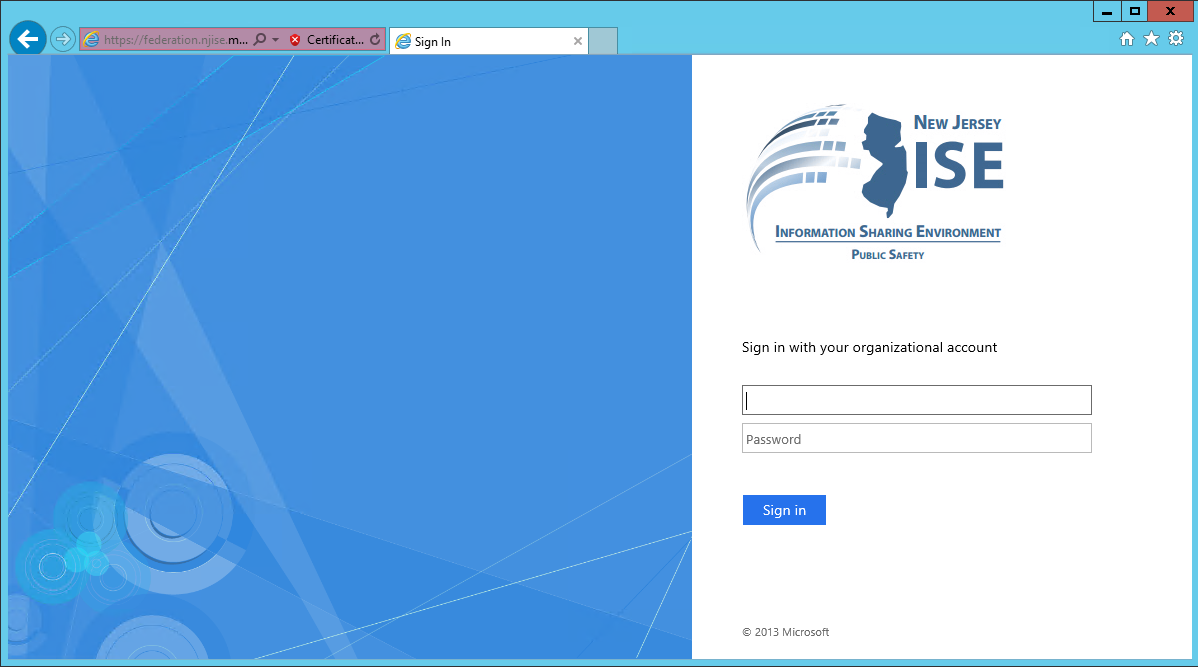 https://federation.njise.m...
Certificat...
Sign In
NEW JERSEY
ISE
INFORMATION SHARING ENVIRONMENT
PUBLIC SAFETY
Sign in with your organizational account
Password
Sign in
© 2013 Microsoft